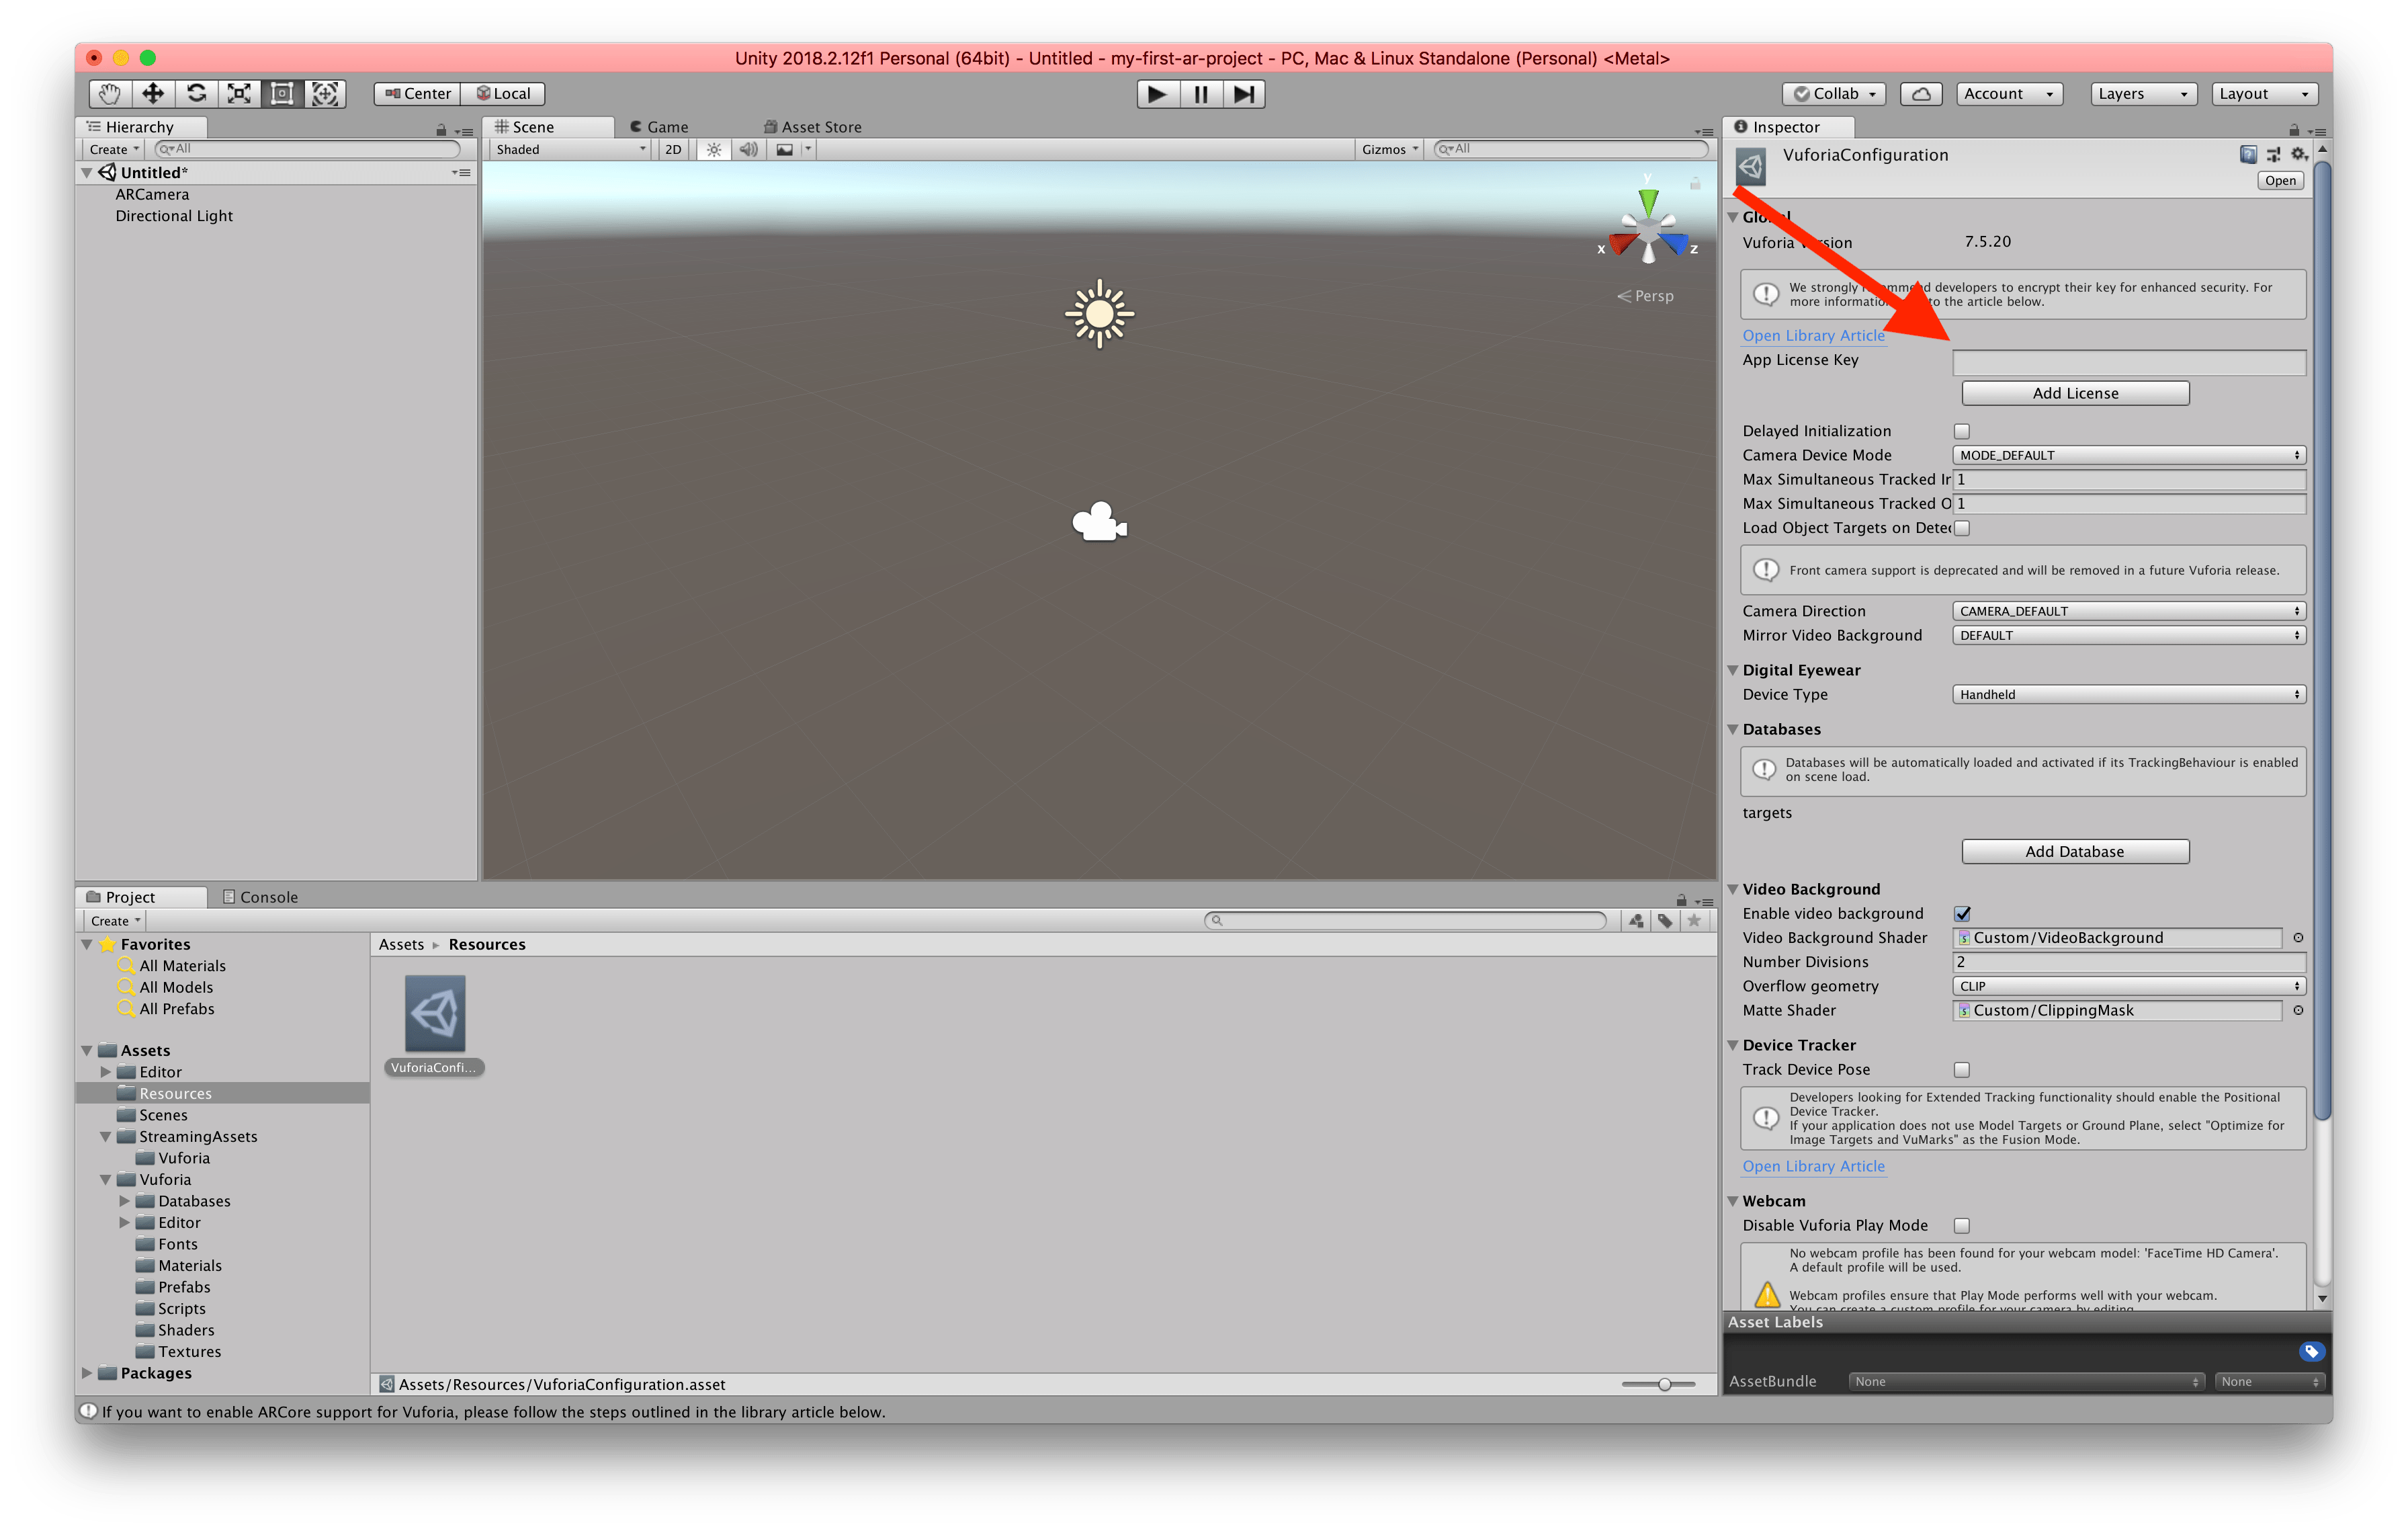 Unity 2018.2.12f1 Personal (64bit) - Untitled - my-first-ar-project - PC, Mac & Linux Standalone (Personal) <Metal>
Center Local Collab Account Layers Layout
Hierarchy
Create All
Untitled*
ARCamera
Directional Light
Scene Game Asset Store
Shaded 2D Gizmos All
y
x z
Persp
Inspector
VuforiaConfiguration
Open
Vuforia 7.5.20
We strongly developers to encrypt their key for enhanced security. For
more information to the article below.
Open Library Article
App License Key
Add License
Delayed Initialization
Camera Device Mode MODE_DEFAULT
Max Simultaneous Tracked 1
Max Simultaneous Tracked O 1
Load Object Targets on Dete
Front camera support is deprecated and will be removed in a future Vuforia release.
Camera Direction CAMERA_DEFAULT
Mirror Video Background DEFAULT
Digital Eyewear
Device Type Handheld
Databases
Databases will be automatically loaded and activated if its TrackingBehaviour is enabled
on scene load.
targets
Add Database
Video Background
Enable video background
Video Background Shader Custom/VideoBackground
Number Divisions 2
Overflow geometry CLIP
Matte Shader Custom/ClippingMask
Device Tracker
Track Device Pose
Developers looking for Extended Tracking functionality should enable the Positional
Device Tracker.
If your application does not use Model Targets or Ground Plane, select "Optimize for
Image Targets and VuMarks" as the Fusion Mode.
Open Library Article
Webcam
Disable Vuforia Play Mode
No webcam profile has been found for your webcam model: 'FaceTime HD Camera'.
A default profile will be used.
Webcam profiles ensure that Play Mode performs well with your webcam.
You can create a custom profile for your camera by editing
Asset Labels
AssetBundle None None
Project Console
Create
Favorites
All Materials
All Models
All Prefabs
Assets
Editor
Resources
Scenes
StreamingAssets
Vuforia
Vuforia
Databases
Editor
Fonts
Materials
Prefabs
Scripts
Shaders
Textures
Packages
Assets Resources
VuforiaConfi...
Assets/Resources/VuforiaConfiguration.asset
If you want to enable ARCore support for Vuforia, please follow the steps outlined in the library article below.